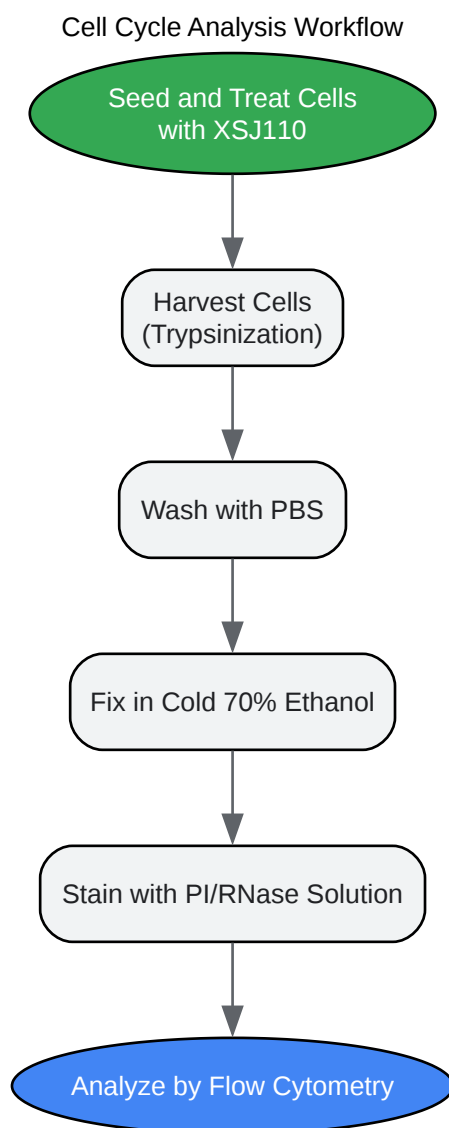 Cell Cycle Analysis Workflow
Seed and Treat Cells
with XSJ110
Harvest Cells
(Trypsinization)
Wash with PBS
Fix in Cold 70% Ethanol
Stain with PI/RNase Solution
Analyze by Flow Cytometry